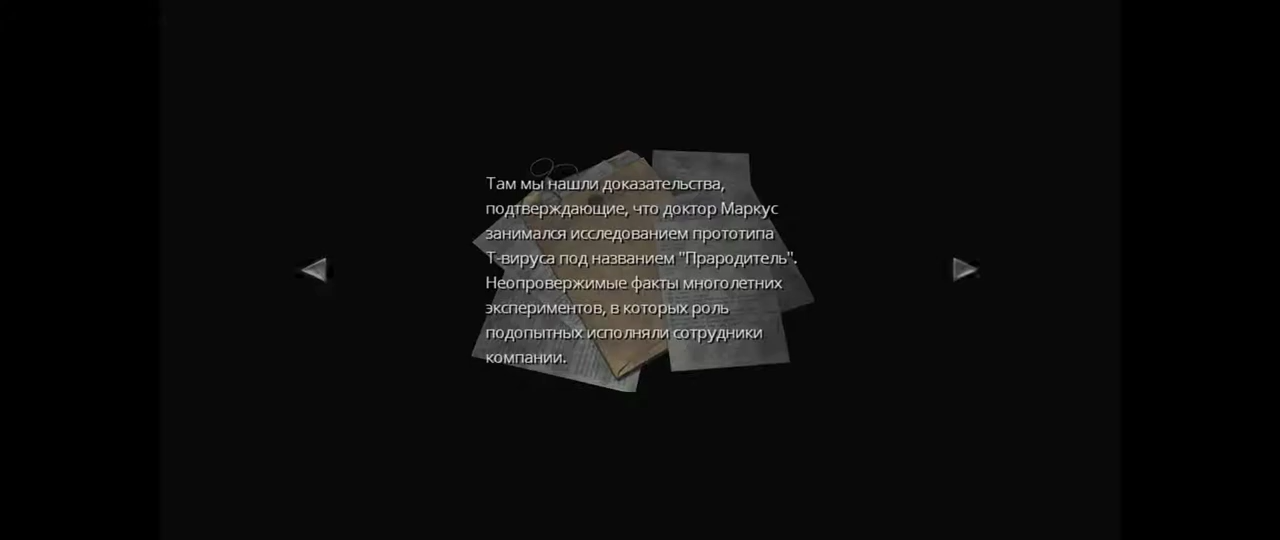 Там мы нашли доказательства,
подтверждающие, что доктор Маркус
занимался исследованием прототипа
Т-вируса под названием "Прародитель".
Неопровержимые факты многолетних
экспериментов, в которых роль
подопытных исполняли сотрудники
компании.